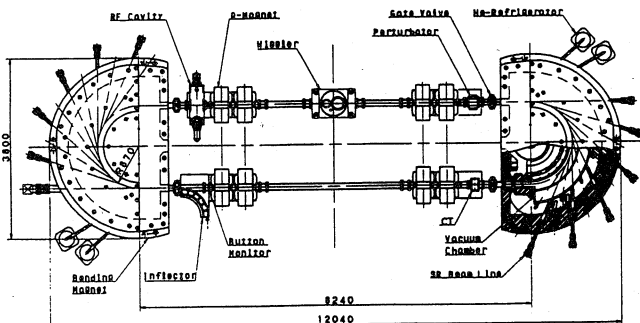 RF Cavity
Q-Magnet
Gate Valve
He-Refrigerator
Wiggler
Perturbator
3800
R870
CT
Button
Monitor
Vacuum
Chamber
Bending
Magnet
Inflector
SR Beam Line
8240
12040